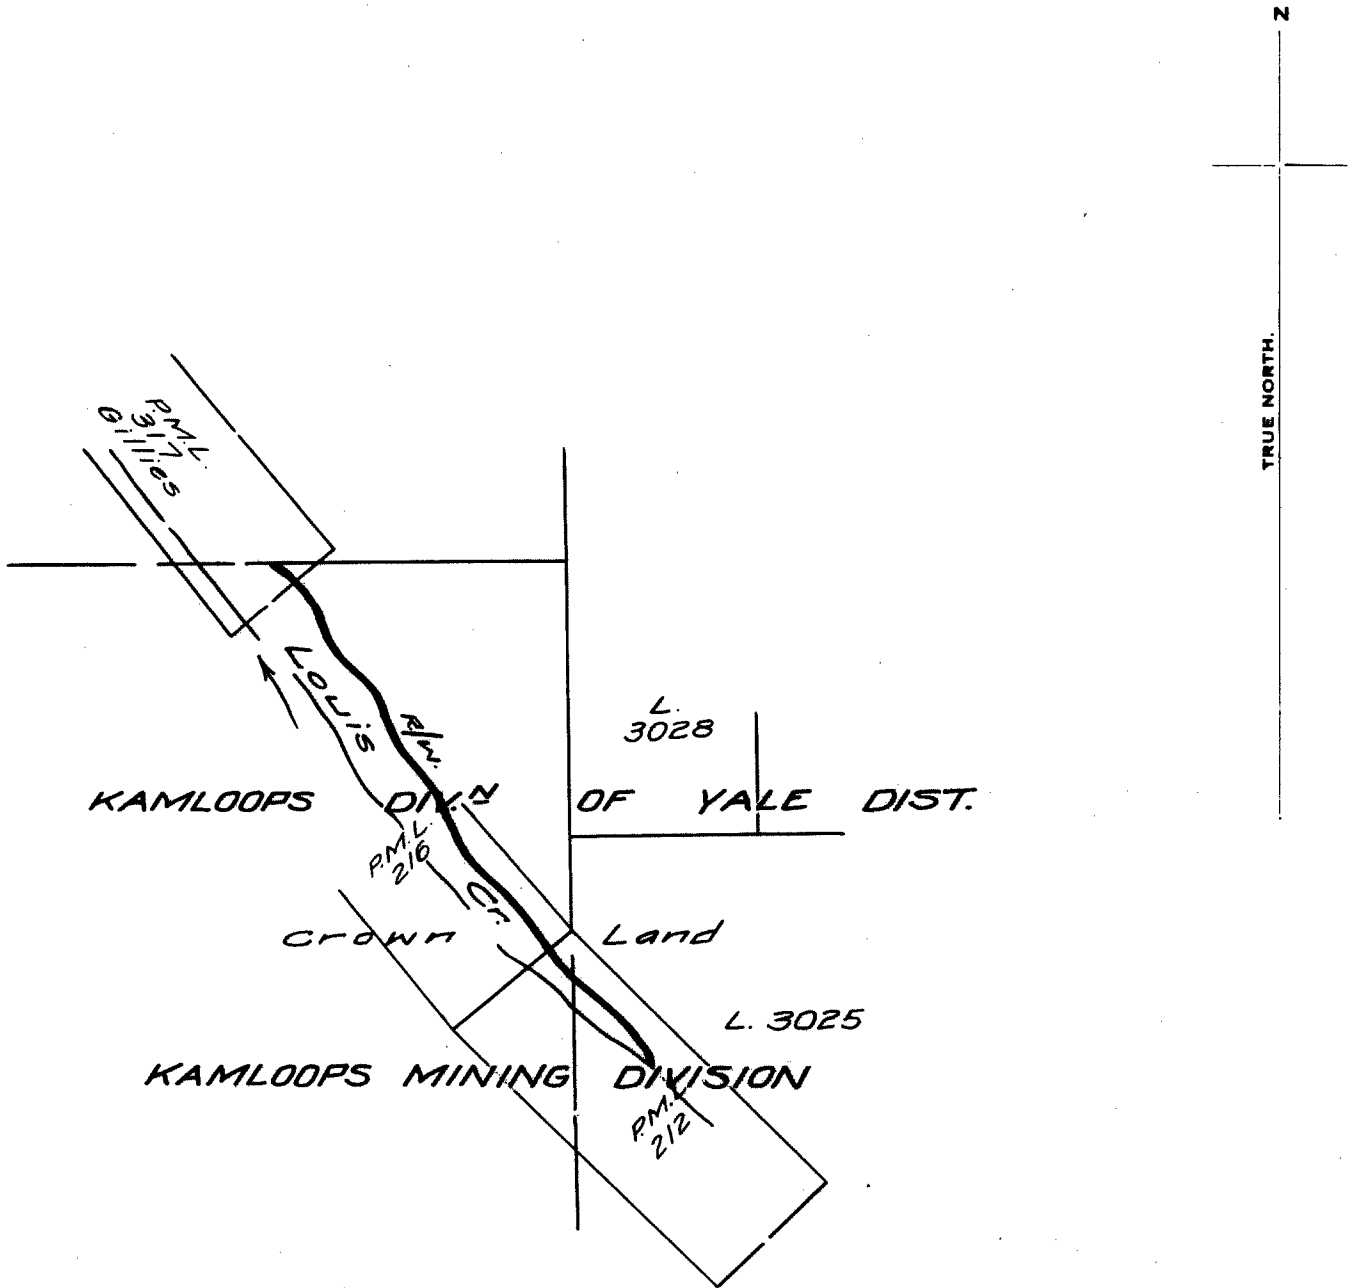 N
TRUE NORTH.
P.M.L.
317
Gillies
Louis
R/W.
L.
3028
KAMLOOPS DIV.N OF YALE DIST.
P.M.L.
216
Cr.
Crown Land
L. 3025
KAMLOOPS MINING DIVISION
P.M.L.
212